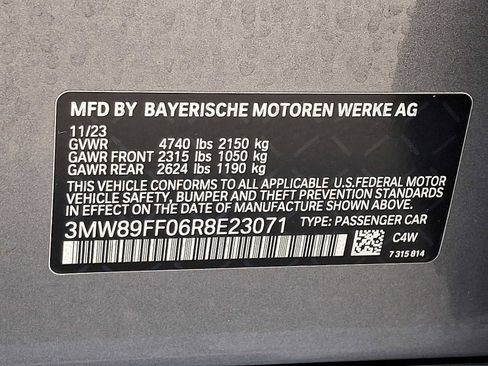 MFD BY BAYERISCHE MOTOREN WERKE AG
11/23
GVWR 4740 lbs 2150 kg
GAWR FRONT 2315 lbs 1050 kg
GAWR REAR 2624 lbs 1190 kg
THIS VEHICLE CONFORMS TO ALL APPLICABLE U.S.FEDERAL MOTOR
VEHICLE SAFETY, BUMPER AND THEFT PREVENTION STANDARDS IN
EFFECT ON THE DATE OF MANUFACTURE SHOWN ABOVE.
3MW89FF06R8E23071 TYPE: PASSENGER CAR
C4W
7 315 814